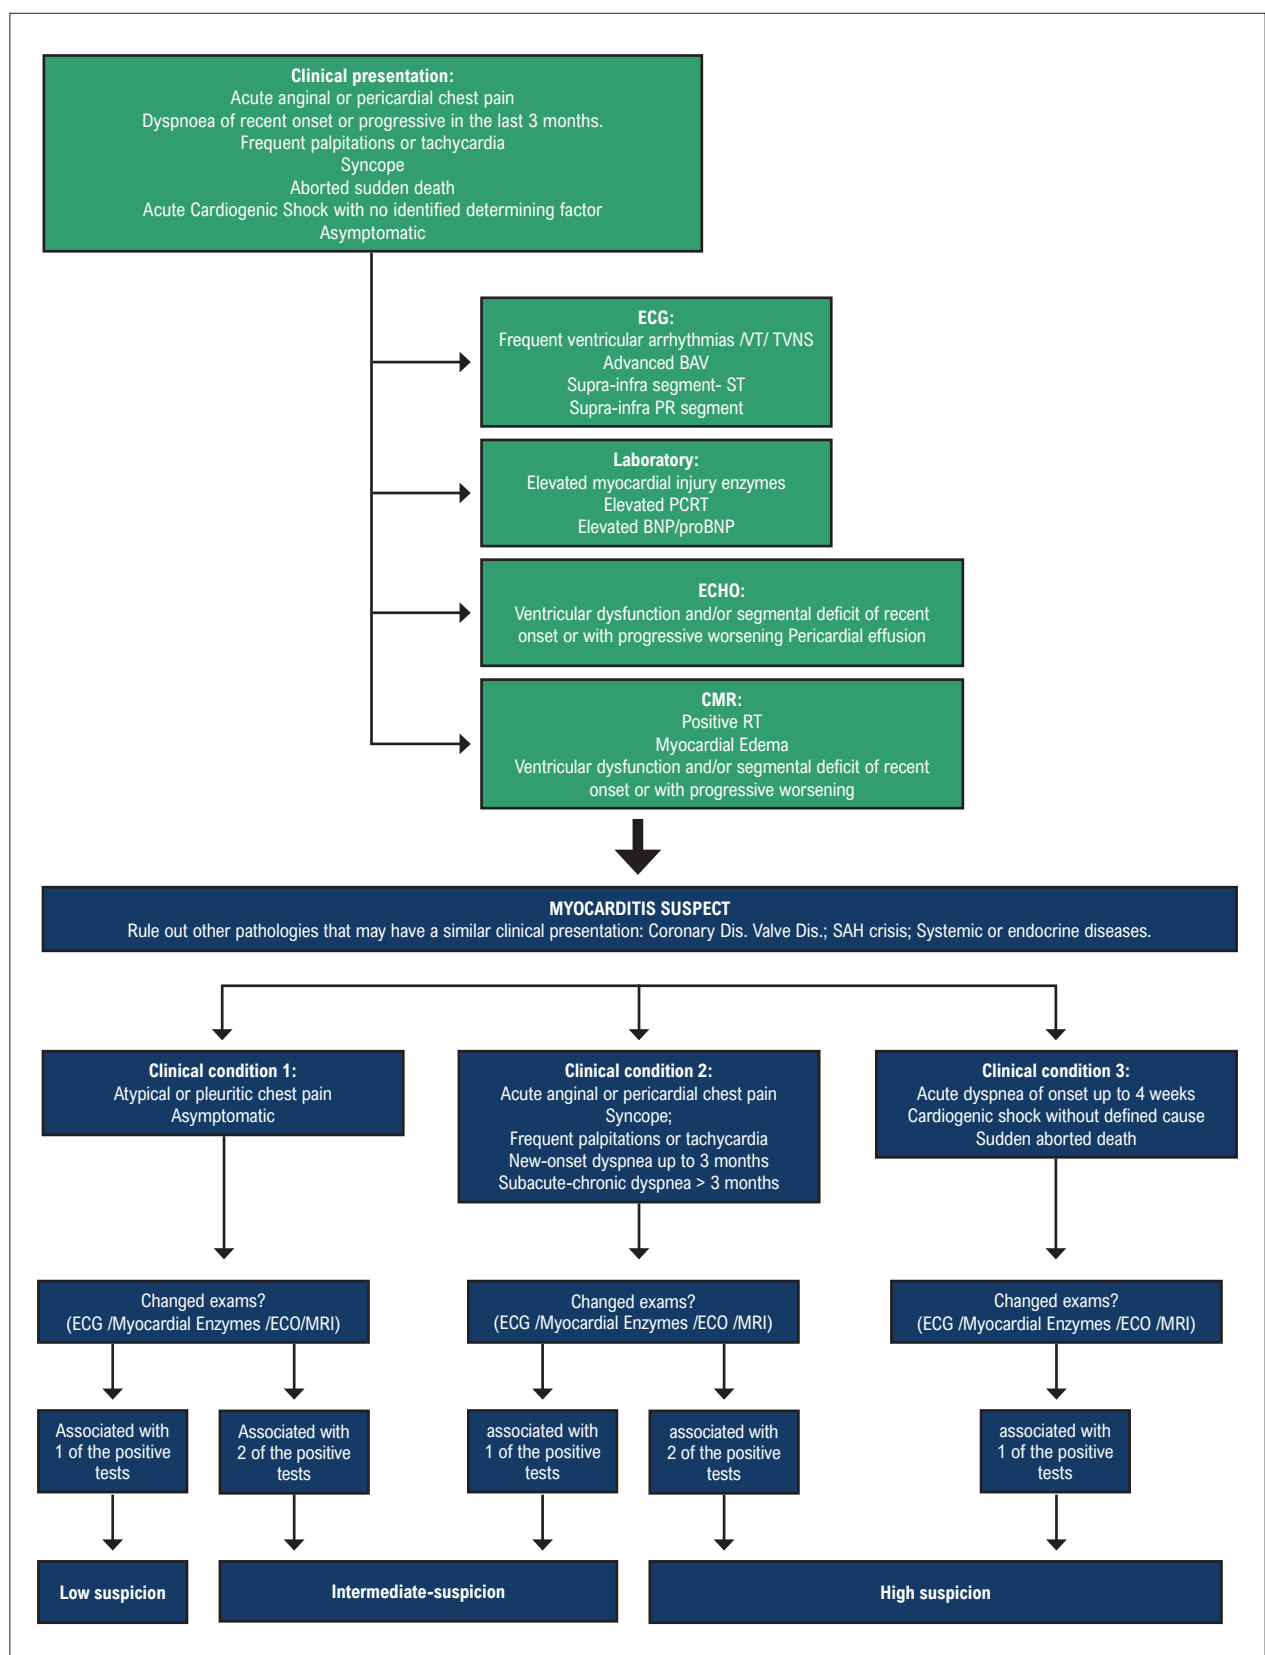 Clinical presentation:
Acute anginal or pericardial chest pain
Dyspnoea of recent onset or progressive in the last 3 months.
Frequent palpitations or tachycardia
Syncope
Aborted sudden death
Acute Cardiogenic Shock with no identified determining factor
Asymptomatic
ECG:
Frequent ventricular arrhythmias /VT/ TVNS
Advanced BAV
Supra-infra segment- ST
Supra-infra PR segment
Laboratory:
Elevated myocardial injury enzymes
Elevated PCRT
Elevated BNP/proBNP
ECHO:
Ventricular dysfunction and/or segmental deficit of recent
onset or with progressive worsening Pericardial effusion
CMR:
Positive RT
Myocardial Edema
Ventricular dysfunction and/or segmental deficit of recent
onset or with progressive worsening
MYOCARDITIS SUSPECT
Rule out other pathologies that may have a similar clinical presentation: Coronary Dis. Valve Dis.; SAH crisis; Systemic or endocrine diseases.
Clinical condition 1:
Atypical or pleuritic chest pain
Asymptomatic
Clinical condition 2:
Acute anginal or pericardial chest pain
Syncope;
Frequent palpitations or tachycardia
New-onset dyspnea up to 3 months
Subacute-chronic dyspnea > 3 months
Clinical condition 3:
Acute dyspnea of onset up to 4 weeks
Cardiogenic shock without defined cause
Sudden aborted death
Changed exams?
(ECG /Myocardial Enzymes /ECO/MRI)
Changed exams?
(ECG /Myocardial Enzymes /ECO /MRI)
Changed exams?
(ECG /Myocardial Enzymes /ECO /MRI)
Associated with
1 of the positive
tests
Associated with
2 of the positive
tests
associated with
1 of the positive
tests
associated with
2 of the positive
tests
associated with
1 of the positive
tests
Low suspicion
Intermediate-suspicion
High suspicion